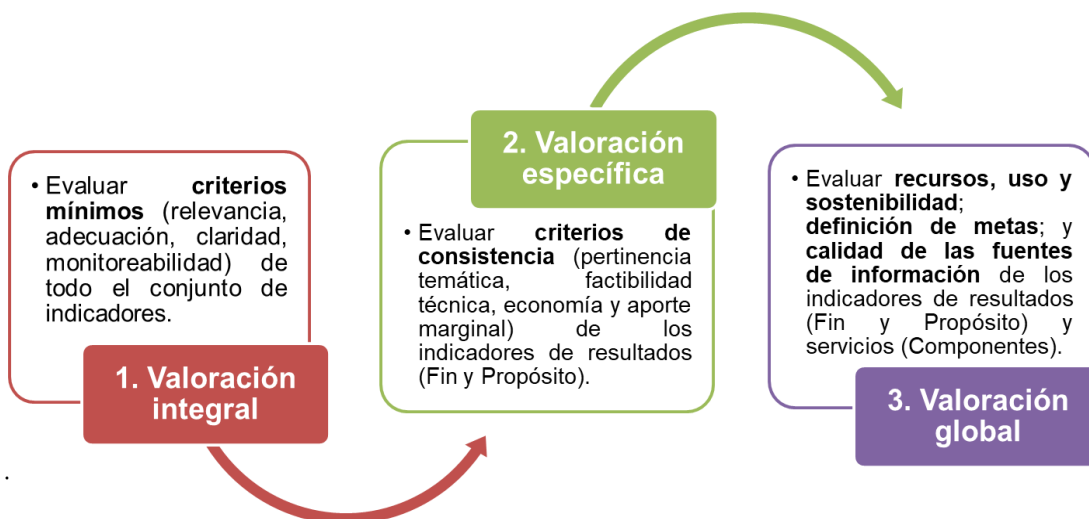 • Evaluar criterios
mínimos (relevancia,
adecuación, claridad,
monitoreabilidad) de
todo el conjunto de
indicadores.
1. Valoración
integral
2. Valoración
específica
• Evaluar criterios de
consistencia (pertinencia
temática, factibilidad
técnica, economía y aporte
marginal) de los
indicadores de resultados
(Fin y Propósito).
• Evaluar recursos, uso y
sostenibilidad;
definición de metas; y
calidad de las fuentes
de información de los
indicadores de resultados
(Fin y Propósito) y
servicios (Componentes).
3. Valoración
global
.